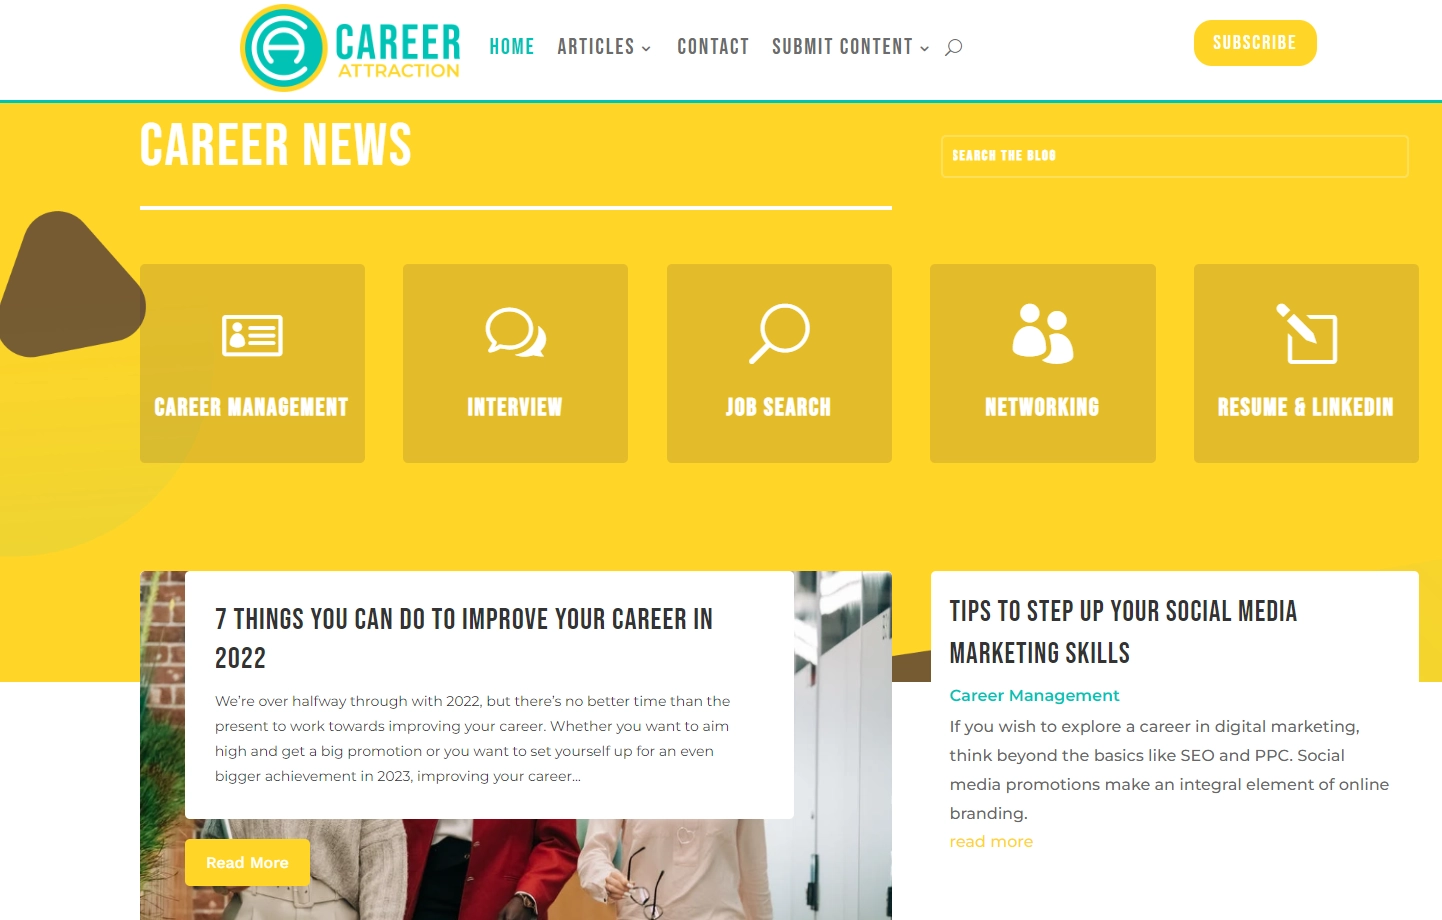 CAREER
ATTRACTION
HOME
ARTICLES
CONTACT
SUBMIT CONTENT
SUBSCRIBE
CAREER NEWS
SEARCH THE BLOG
CAREER MANAGEMENT
INTERVIEW
JOB SEARCH
NETWORKING
RESUME & LINKEDIN
7 THINGS YOU CAN DO TO IMPROVE YOUR CAREER IN
2022
We’re over halfway through with 2022, but there’s no better time than the
present to work towards improving your career. Whether you want to aim
high and get a big promotion or you want to set yourself up for an even
bigger achievement in 2023, improving your career...
Read More
TIPS TO STEP UP YOUR SOCIAL MEDIA
MARKETING SKILLS
Career Management
If you wish to explore a career in digital marketing,
think beyond the basics like SEO and PPC. Social
media promotions make an integral element of online
branding.
read more